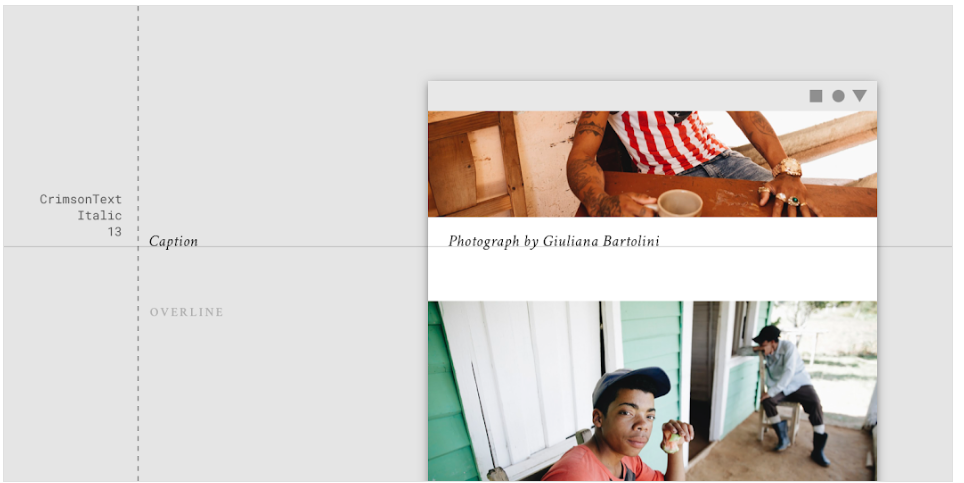 CrimsonText
Italic
13
Caption
Photograph by Giuliana Bartolini
OVERLINE